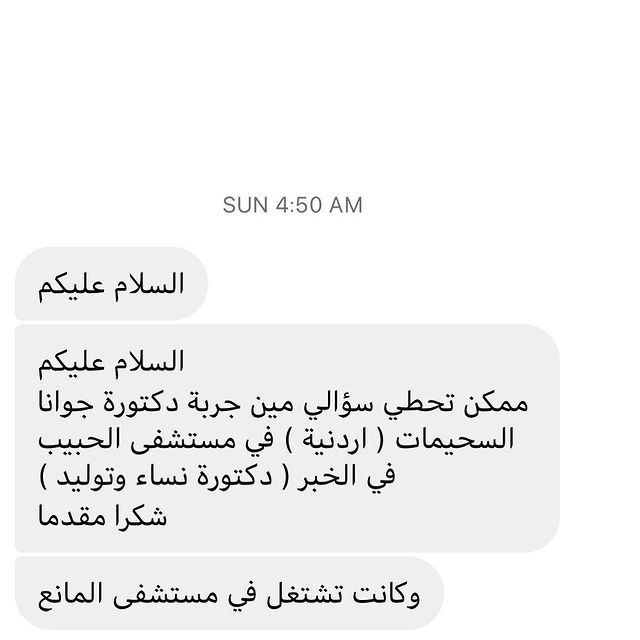 SUN 4:50 AM
السلام عليكم
السلام عليكم
ممكن تحطي سؤالي مين جربة دكتورة جوانا
السحيمات ( اردنية ) في مستشفى الحبيب
في الخبر ( دكتورة نساء وتوليد )
شكرا مقدما
وكانت تشتغل في مستشفى المانع